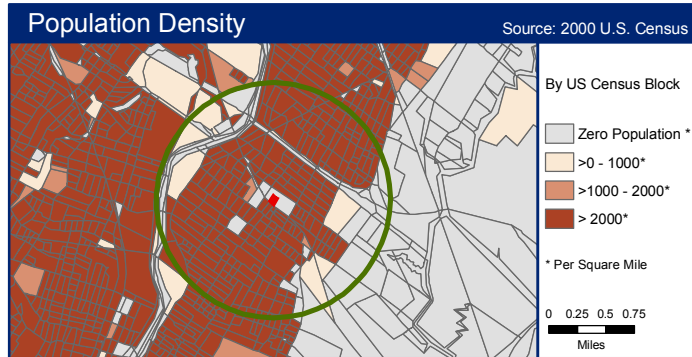 Population Density
Source: 2000 U.S. Census
By US Census Block
Zero Population *
>0 - 1000*
>1000 - 2000*
> 2000*
* Per Square Mile
0 0.25 0.5 0.75
Miles